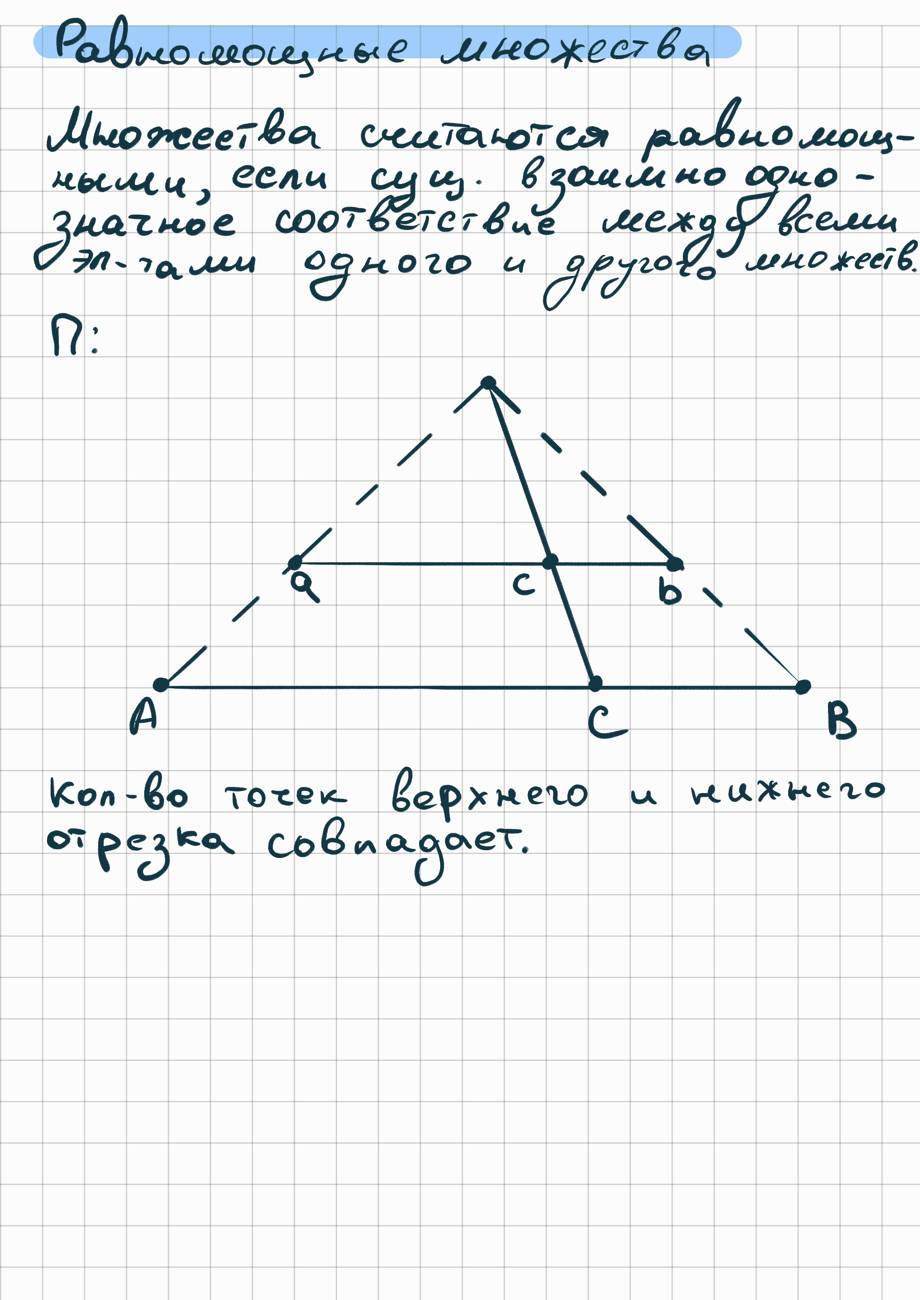 Равномощные множества
Множества считаются равномощ-
ными, если сущ. взаимно одно-
значное соответствие между всеми
эл-тами одного и другого множеств.
П:
a c b
A C B
Кол-во точек верхнего и нижнего
отрезка совпадает.